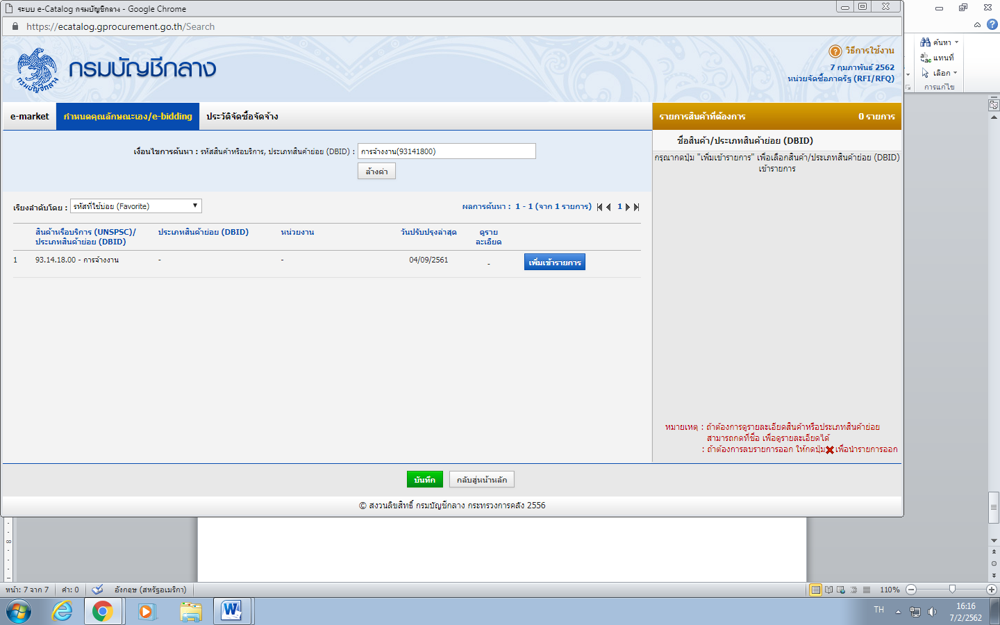 ระบบ e-Catalog กรมบัญชีกลาง - Google Chrome
https://ecatalog.gprocurement.go.th/Search
กรมบัญชีกลาง
กรมบัญชีกลาง
วิธีการใช้งาน
7 กุมภาพันธ์ 2562
หน่วยจัดซื้อภาครัฐ (RFI/RFQ)
ค้นหา
แทนที่
เลือก
การแก้ไข
e-market กำหนดคุณลักษณะเอง/e-bidding ประวัติจัดซื้อจัดจ้าง
รายการสินค้าที่ต้องการ 0 รายการ
ชื่อสินค้า/ประเภทสินค้าย่อย (DBID)
กรุณากดปุ่ม "เพิ่มเข้ารายการ" เพื่อเลือกสินค้า/ประเภทสินค้าย่อย (DBID)
เข้ารายการ
เงื่อนไขการค้นหา : รหัสสินค้าหรือบริการ, ประเภทสินค้าย่อย (DBID) : การจ้างงาน(93141800)
ล้างค่า
เรียงลำดับโดย : รหัสที่ใช้บ่อย (Favorite)
ผลการค้นหา : 1 - 1 (จาก 1 รายการ) 1
สินค้าหรือบริการ (UNSPSC)/
ประเภทสินค้าย่อย (DBID)
ประเภทสินค้าย่อย (DBID)
หน่วยงาน
วันปรับปรุงล่าสุด
ดูราย
ละเอียด
1 93.14.18.00 - การจ้างงาน - - 04/09/2561 - เพิ่มเข้ารายการ
หมายเหตุ : ถ้าต้องการดูรายละเอียดสินค้าหรือประเภทสินค้าย่อย
สามารถกดที่ชื่อ เพื่อดูรายละเอียดได้
: ถ้าต้องการลบรายการออก ให้กดปุ่ม เพื่อนำรายการออก
บันทึก กลับสู่หน้าหลัก
© สงวนลิขสิทธิ์ กรมบัญชีกลาง กระทรวงการคลัง 2556
8
หน้า: 7 จาก 7 คำ: 0 อังกฤษ (สหรัฐอเมริกา) 110%
TH 16:16
7/2/2562